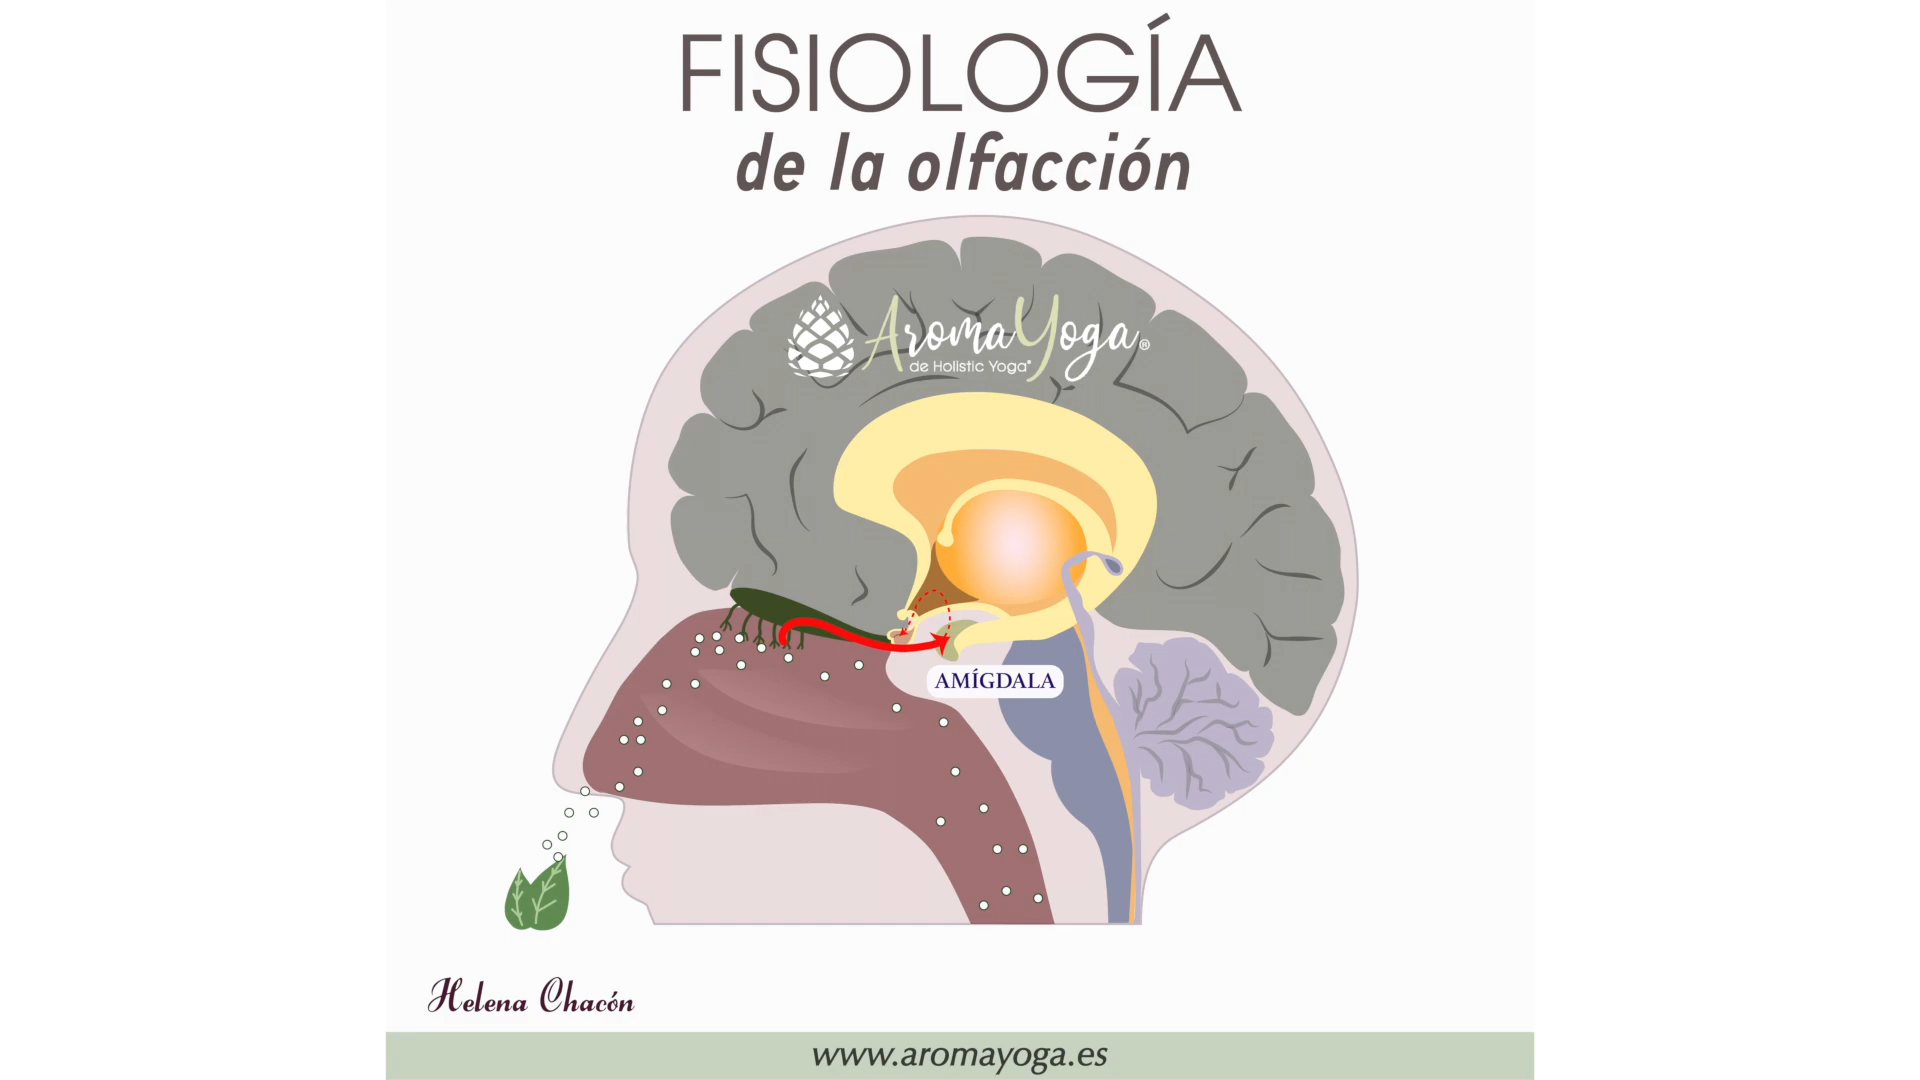 FISIOLOGÍA
de la olfacción
AromaYoga®
de Holistic Yoga®
AMÍGDALA
Helena Chacón
www.aromayoga.es